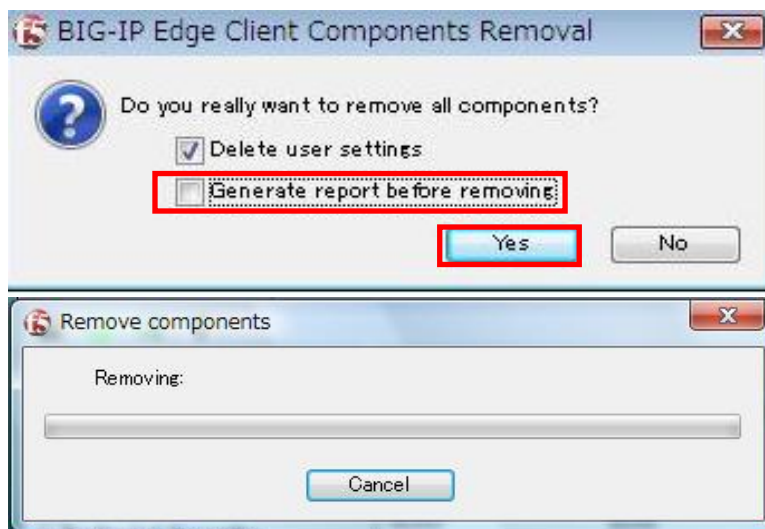 BIG-IP Edge Client Components Removal
Do you really want to remove all components?
Delete user settings
Generate report before removing
Yes No
Remove components
Removing:
Cancel